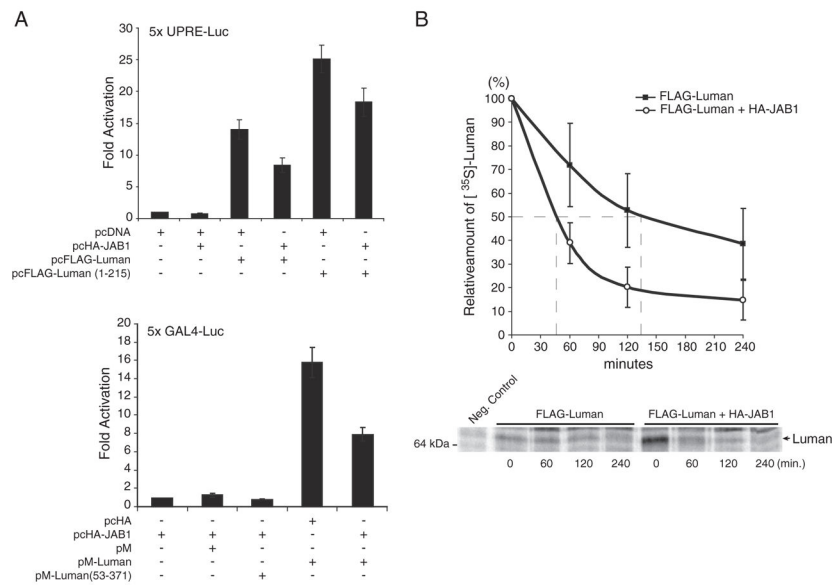 A
5x UPRE-Luc
Fold Activation
30
25
20
15
10
5
0
pcDNA + + + - + -
pcHA-JAB1 - + - + - +
pcFLAG-Luman - - + + - -
pcFLAG-Luman (1-215) - - - - + +
5x GAL4-Luc
Fold Activation
20
18
16
14
12
10
8
6
4
2
0
pcHA - - - + -
pcHA-JAB1 + + + - +
pM - + - - -
pM-Luman - - - + +
pM-Luman(53-371) - - + - -
B
(%)
FLAG-Luman
FLAG-Luman + HA-JAB1
Relativeamount of [ 35S]-Luman
100
90
80
70
60
50
40
30
20
10
0
0 30 60 90 120 150 180 210 240
minutes
Neg. Control
FLAG-Luman
FLAG-Luman + HA-JAB1
64 kDa
Luman
0 60 120 240 0 60 120 240 (min.)